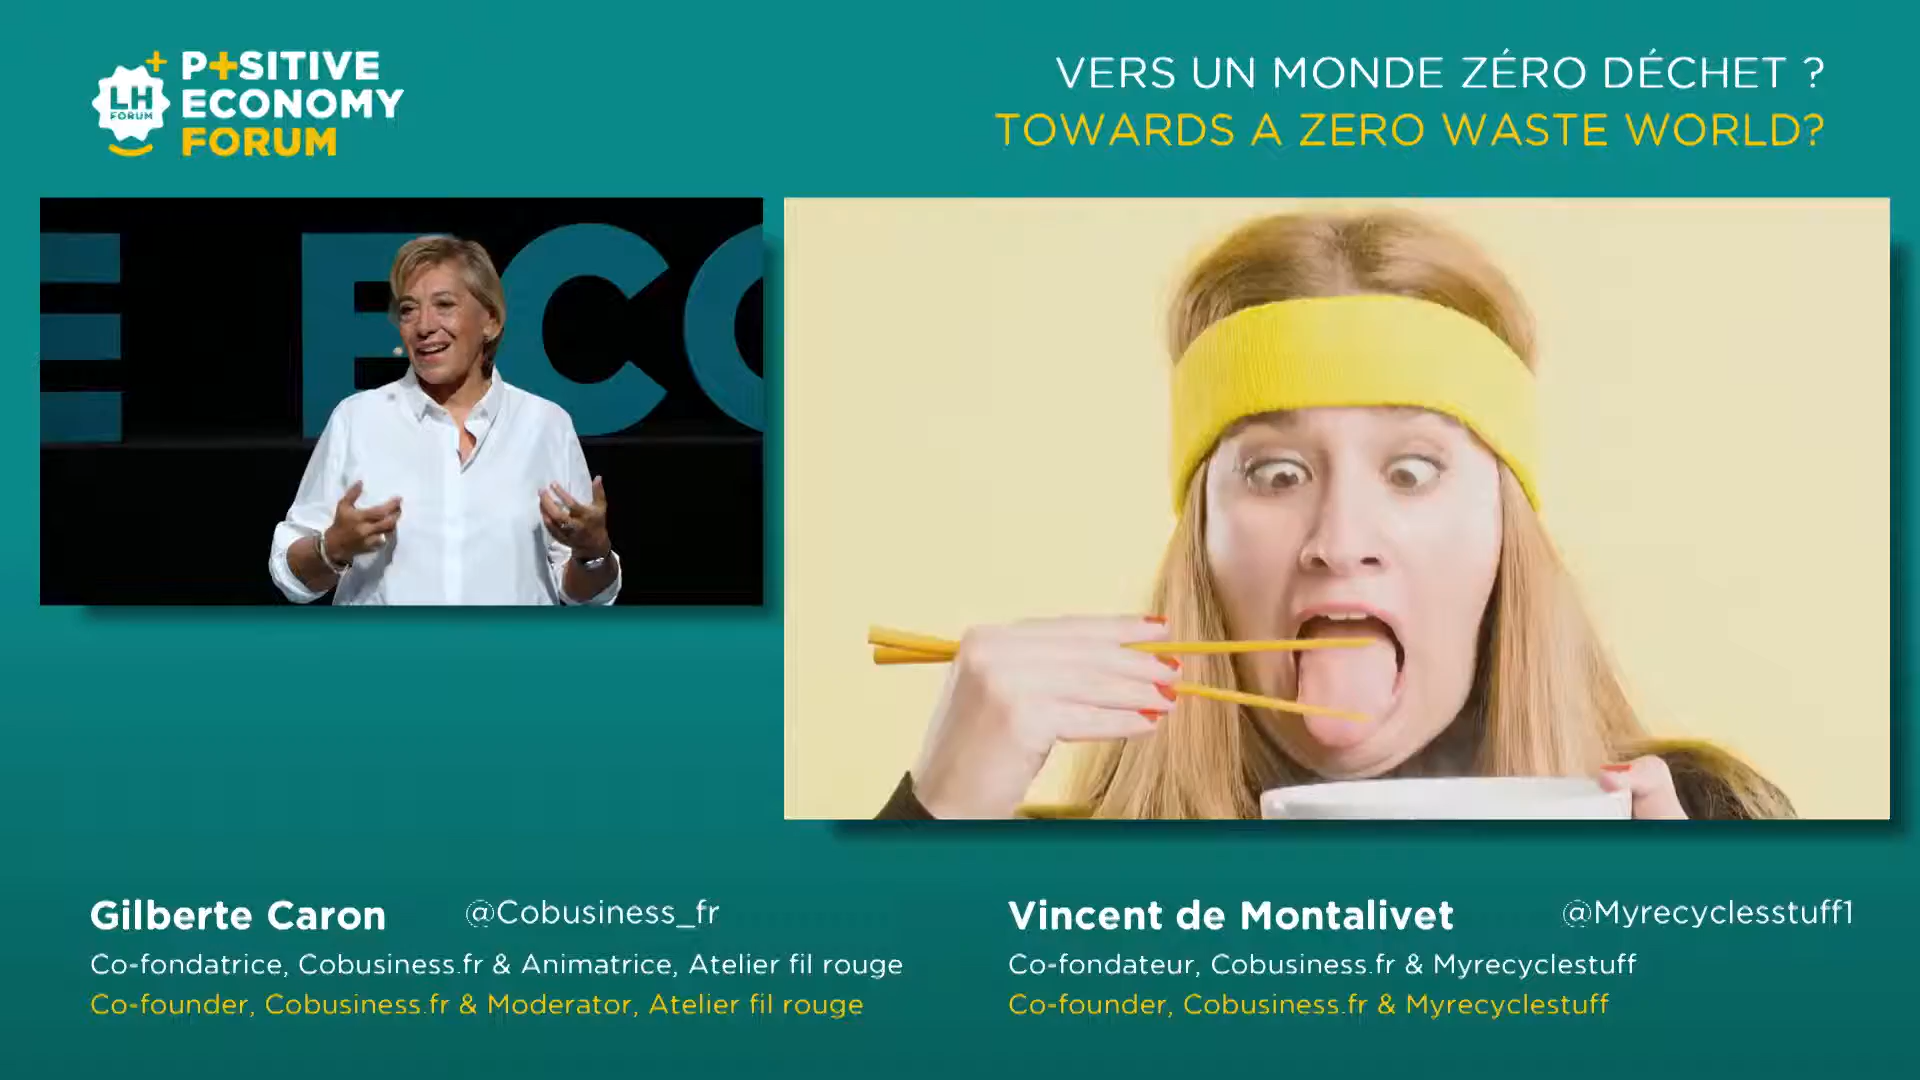 P+SITIVE
ECONOMY
FORUM
LH
FORUM
VERS UN MONDE ZÉRO DÉCHET ?
TOWARDS A ZERO WASTE WORLD?
E ECO
Gilberte Caron @Cobusiness_fr
Co-fondatrice, Cobusiness.fr & Animatrice, Atelier fil rouge
Co-founder, Cobusiness.fr & Moderator, Atelier fil rouge
Vincent de Montalivet @Myrecyclesstuff1
Co-fondateur, Cobusiness.fr & Myrecyclestuff
Co-founder, Cobusiness.fr & Myrecyclestuff